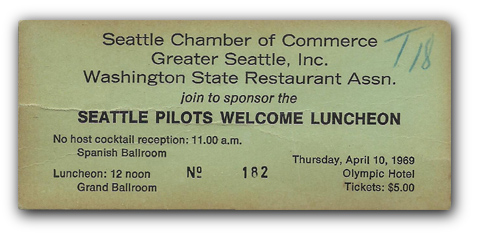 Seattle Chamber of Commerce
Greater Seattle, Inc.
Washington State Restaurant Assn.
T18
join to sponsor the
SEATTLE PILOTS WELCOME LUNCHEON
No host cocktail reception: 11.00 a.m.
Spanish Ballroom
Luncheon: 12 noon
Grand Ballroom
Nº 182
Thursday, April 10, 1969
Olympic Hotel
Tickets: $5.00